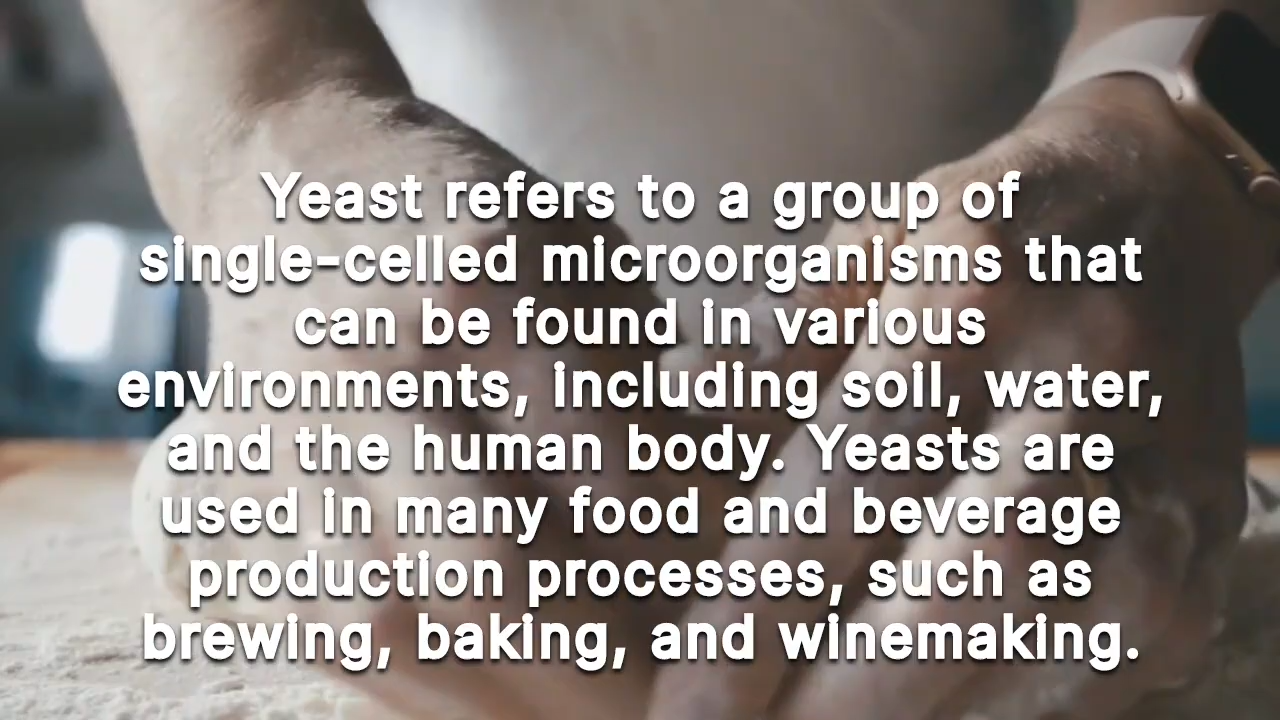 Yeast refers to a group of
single-celled microorganisms that
can be found in various
environments, including soil, water,
and the human body. Yeasts are
used in many food and beverage
production processes, such as
brewing, baking, and winemaking.